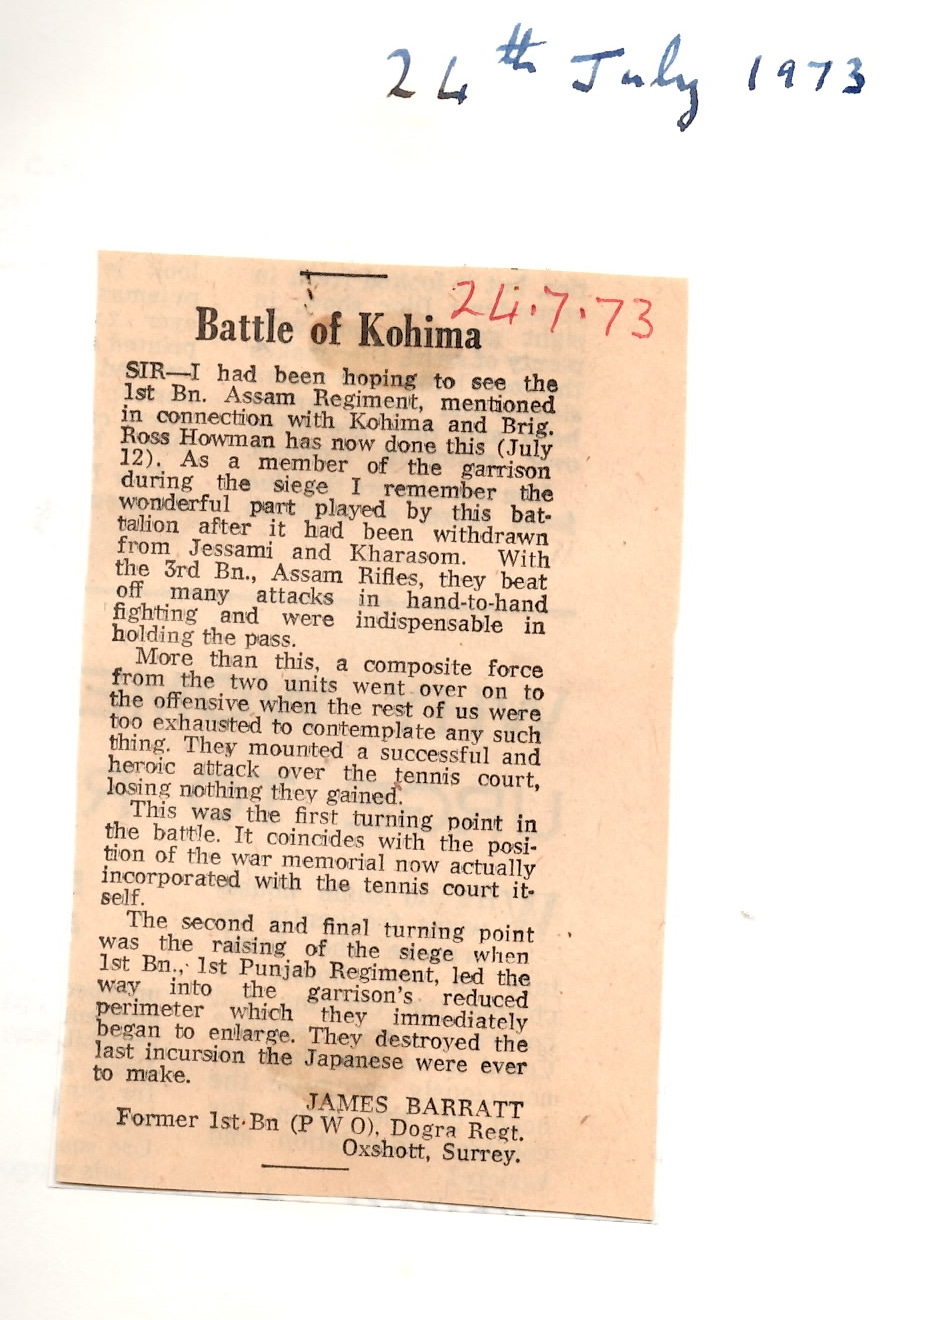 24th July 1973
24.7.73
Battle of Kohima
SIR—I had been hoping to see the
1st Bn. Assam Regiment, mentioned
in connection with Kohima and Brig.
Ross Howman has now done this (July
12). As a member of the garrison
during the siege I remember the
wonderful part played by this bat-
talion after it had been withdrawn
from Jessami and Kharasom. With
the 3rd Bn., Assam Rifles, they beat
off many attacks in hand-to-hand
fighting and were indispensable in
holding the pass.
More than this, a composite force
from the two units went over on to
the offensive when the rest of us were
too exhausted to contemplate any such
thing. They mounted a successful and
heroic attack over the tennis court,
losing nothing they gained.
This was the first turning point in
the battle. It coincides with the posi-
tion of the war memorial now actually
incorporated with the tennis court it-
self.
The second and final turning point
was the raising of the siege when
1st Bn., 1st Punjab Regiment, led the
way into the garrison's reduced
perimeter which they immediately
began to enlarge. They destroyed the
last incursion the Japanese were ever
to make.
JAMES BARRATT
Former 1st Bn (P W O), Dogra Regt.
Oxshott, Surrey.